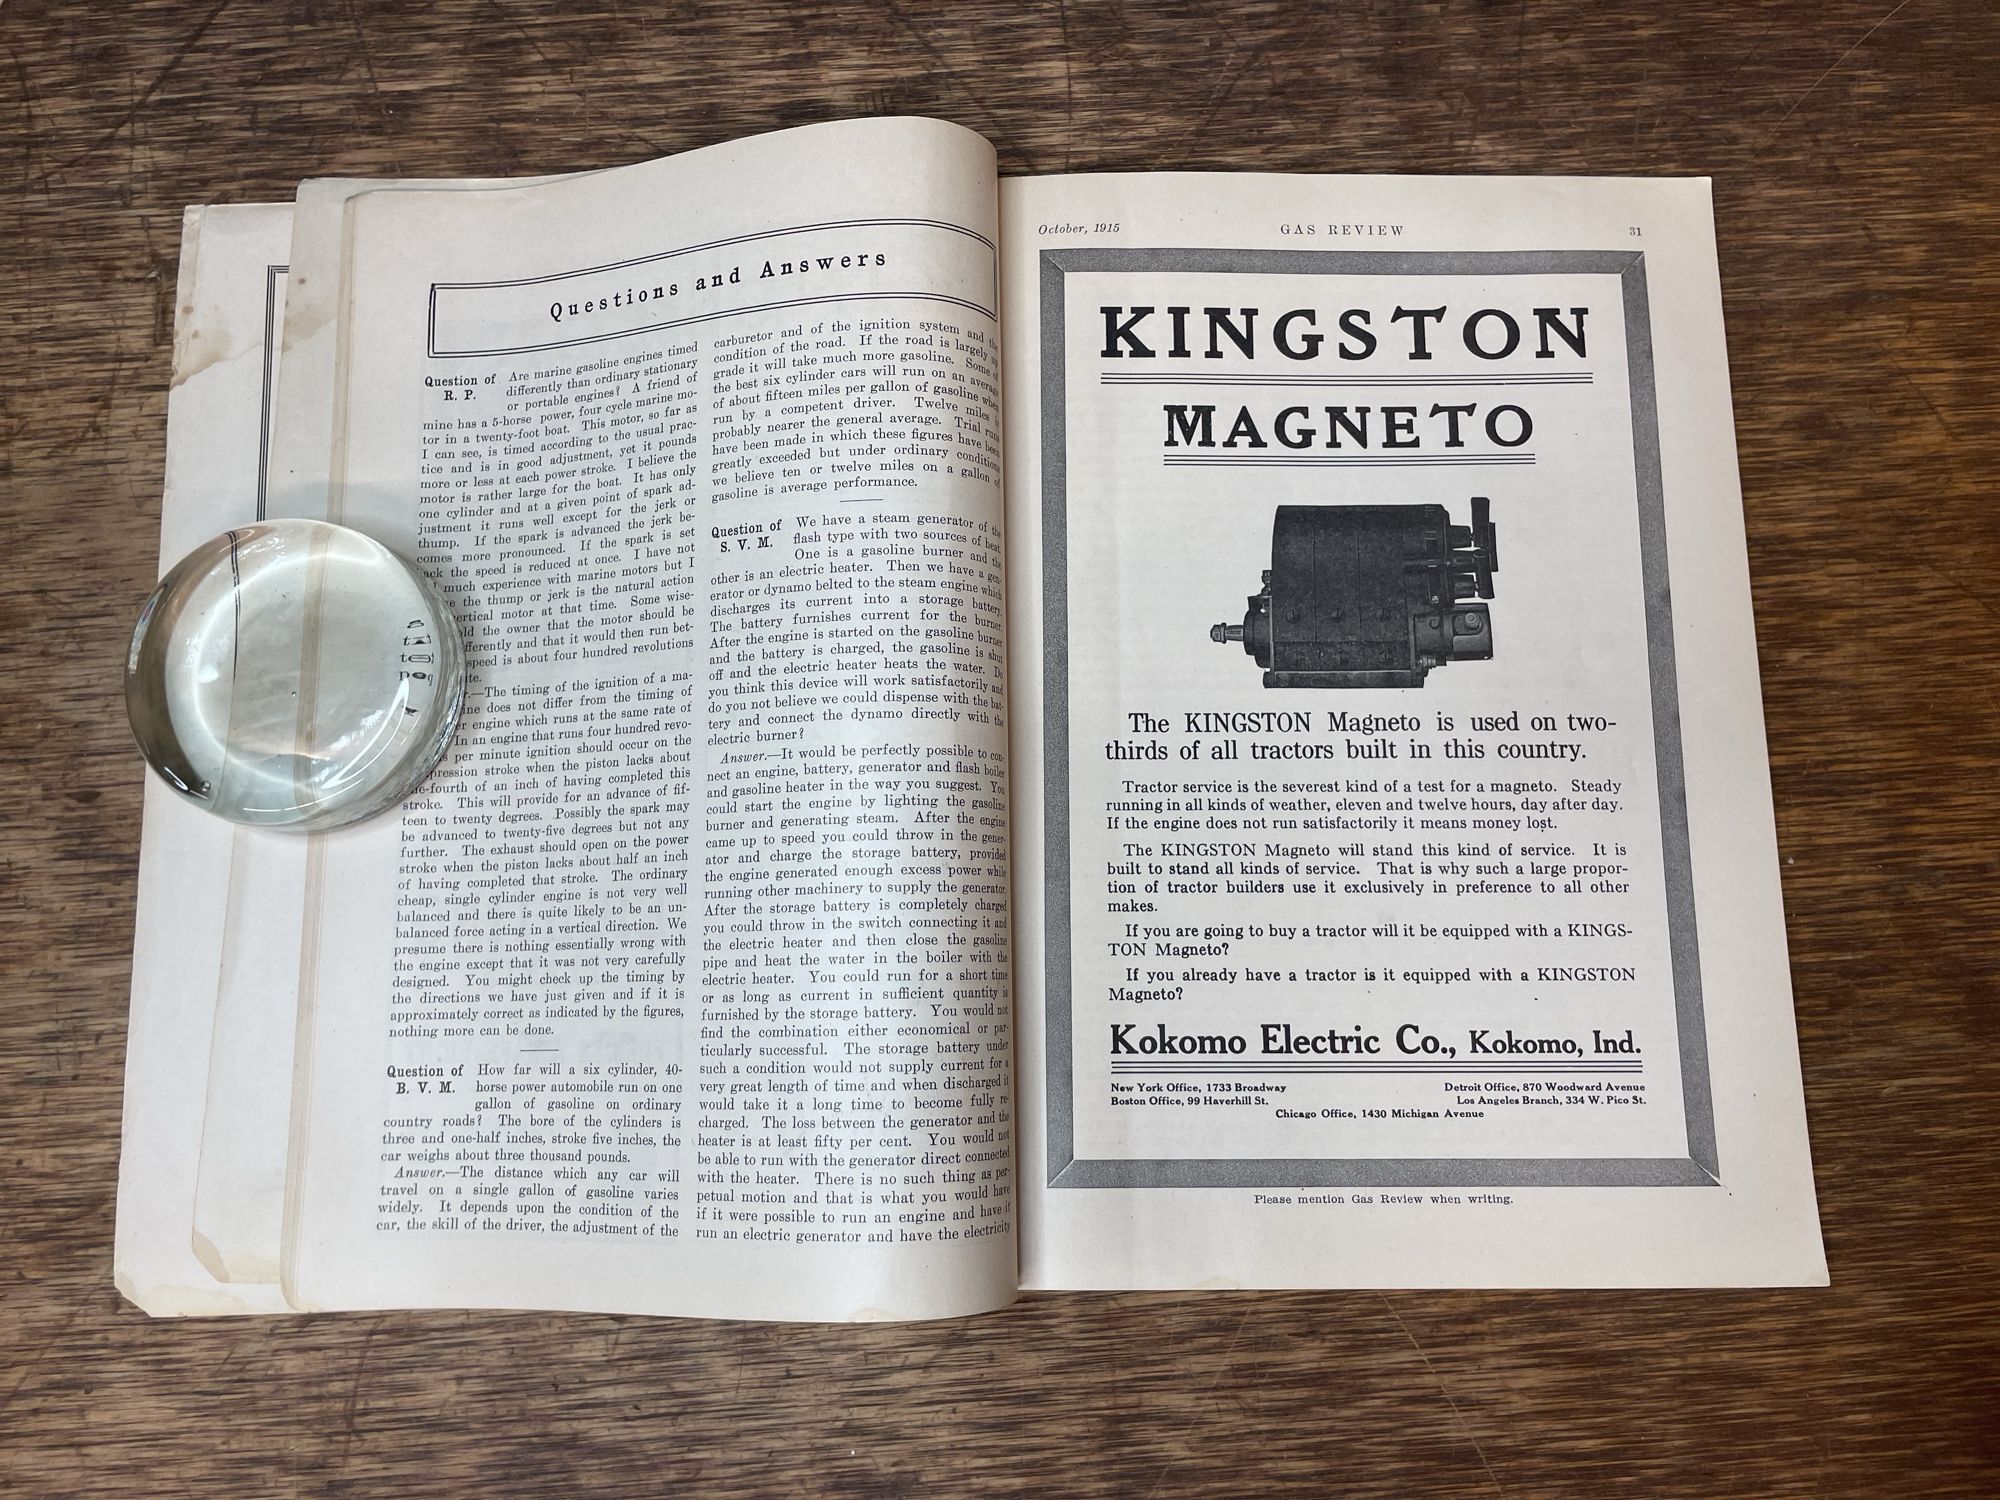 Questions and Answers
Question of
R. P.
Are marine gasoline engines timed
differently than ordinary stationary
or portable engines? A friend of
mine has a 5-horse power, four cycle marine mo-
tor in a twenty-foot boat. This motor, so far as
I can see, is timed according to the usual prac-
tice and is in good adjustment, yet it pounds
more or less at each power stroke. I believe the
motor is rather large for the boat. It has only
one cylinder and at a given point of spark ad-
justment it runs well except for the jerk or
thump. If the spark is advanced the jerk be-
comes more pronounced. If the spark is set
the speed is reduced at once. I have not
much experience with marine motors but I
the thump or jerk is the natural action
vertical motor at that time. Some wise-
the owner that the motor should be
and that it would then run bet-
speed is about four hundred revolutions
—The timing of the ignition of a ma-
does not differ from the timing of
engine which runs at the same rate of
In an engine that runs four hundred revo-
per minute ignition should occur on the
stroke when the piston lacks about
of an inch of having completed this
stroke. This will provide for an advance of fif-
teen to twenty degrees. Possibly the spark may
be advanced to twenty-five degrees but not any
further. The exhaust should open on the power
stroke when the piston lacks about half an inch
of having completed that stroke. The ordinary
cheap, single cylinder engine is not very well
balanced and there is quite likely to be an un-
balanced force acting in a vertical direction. We
presume there is nothing essentially wrong with
the engine except that it was not very carefully
designed. You might check up the timing by
the directions we have just given and if it is
approximately correct as indicated by the figures,
nothing more can be done.
Question of
B. V. M.
How far will a six cylinder, 40-
horse power automobile run on one
gallon of gasoline on ordinary
country roads? The bore of the cylinders is
three and one-half inches, stroke five inches, the
car weighs about three thousand pounds.
Answer.—The distance which any car will
travel on a single gallon of gasoline varies
widely. It depends upon the condition of the
car, the skill of the driver, the adjustment of the
carburetor and of the ignition system and the
condition of the road. If the road is largely up
grade it will take much more gasoline. Some of
the best six cylinder cars will run on an average
of about fifteen miles per gallon of gasoline when
run by a competent driver. Twelve miles is
probably nearer the general average. Trial runs
have been made in which these figures have been
greatly exceeded but under ordinary conditions
we believe ten or twelve miles on a gallon of
gasoline is average performance.
Question of
S. V. M.
We have a steam generator of the
flash type with two sources of heat.
One is a gasoline burner and the
other is an electric heater. Then we have a gen-
erator or dynamo belted to the steam engine which
discharges its current into a storage battery.
The battery furnishes current for the burner.
After the engine is started on the gasoline burner
and the battery is charged, the gasoline is shut
off and the electric heater heats the water. Do
you think this device will work satisfactorily and
do you not believe we could dispense with the bat-
tery and connect the dynamo directly with the
electric burner?
Answer.—It would be perfectly possible to con-
nect an engine, battery, generator and flash boiler
and gasoline heater in the way you suggest. You
could start the engine by lighting the gasoline
burner and generating steam. After the engine
came up to speed you could throw in the gener-
ator and charge the storage battery, provided
the engine generated enough excess power while
running other machinery to supply the generator.
After the storage battery is completely charged
you could throw in the switch connecting it and
the electric heater and then close the gasoline
pipe and heat the water in the boiler with the
electric heater. You could run for a short time
or as long as current in sufficient quantity is
furnished by the storage battery. You would not
find the combination either economical or par-
ticularly successful. The storage battery under
such a condition would not supply current for a
very great length of time and when discharged it
would take it a long time to become fully re-
charged. The loss between the generator and the
heater is at least fifty per cent. You would not
be able to run with the generator direct connected
with the heater. There is no such thing as per-
petual motion and that is what you would have
if it were possible to run an engine and have it
run an electric generator and have the electricity
October, 1915 GAS REVIEW 31
KINGSTON
MAGNETO
The KINGSTON Magneto is used on two-
thirds of all tractors built in this country.
Tractor service is the severest kind of a test for a magneto. Steady
running in all kinds of weather, eleven and twelve hours, day after day.
If the engine does not run satisfactorily it means money lost.
The KINGSTON Magneto will stand this kind of service. It is
built to stand all kinds of service. That is why such a large propor-
tion of tractor builders use it exclusively in preference to all other
makes.
If you are going to buy a tractor will it be equipped with a KINGS-
TON Magneto?
If you already have a tractor is it equipped with a KINGSTON
Magneto?
Kokomo Electric Co., Kokomo, Ind.
New York Office, 1733 Broadway Detroit Office, 870 Woodward Avenue
Boston Office, 99 Haverhill St. Los Angeles Branch, 334 W. Pico St.
Chicago Office, 1430 Michigan Avenue
Please mention Gas Review when writing.